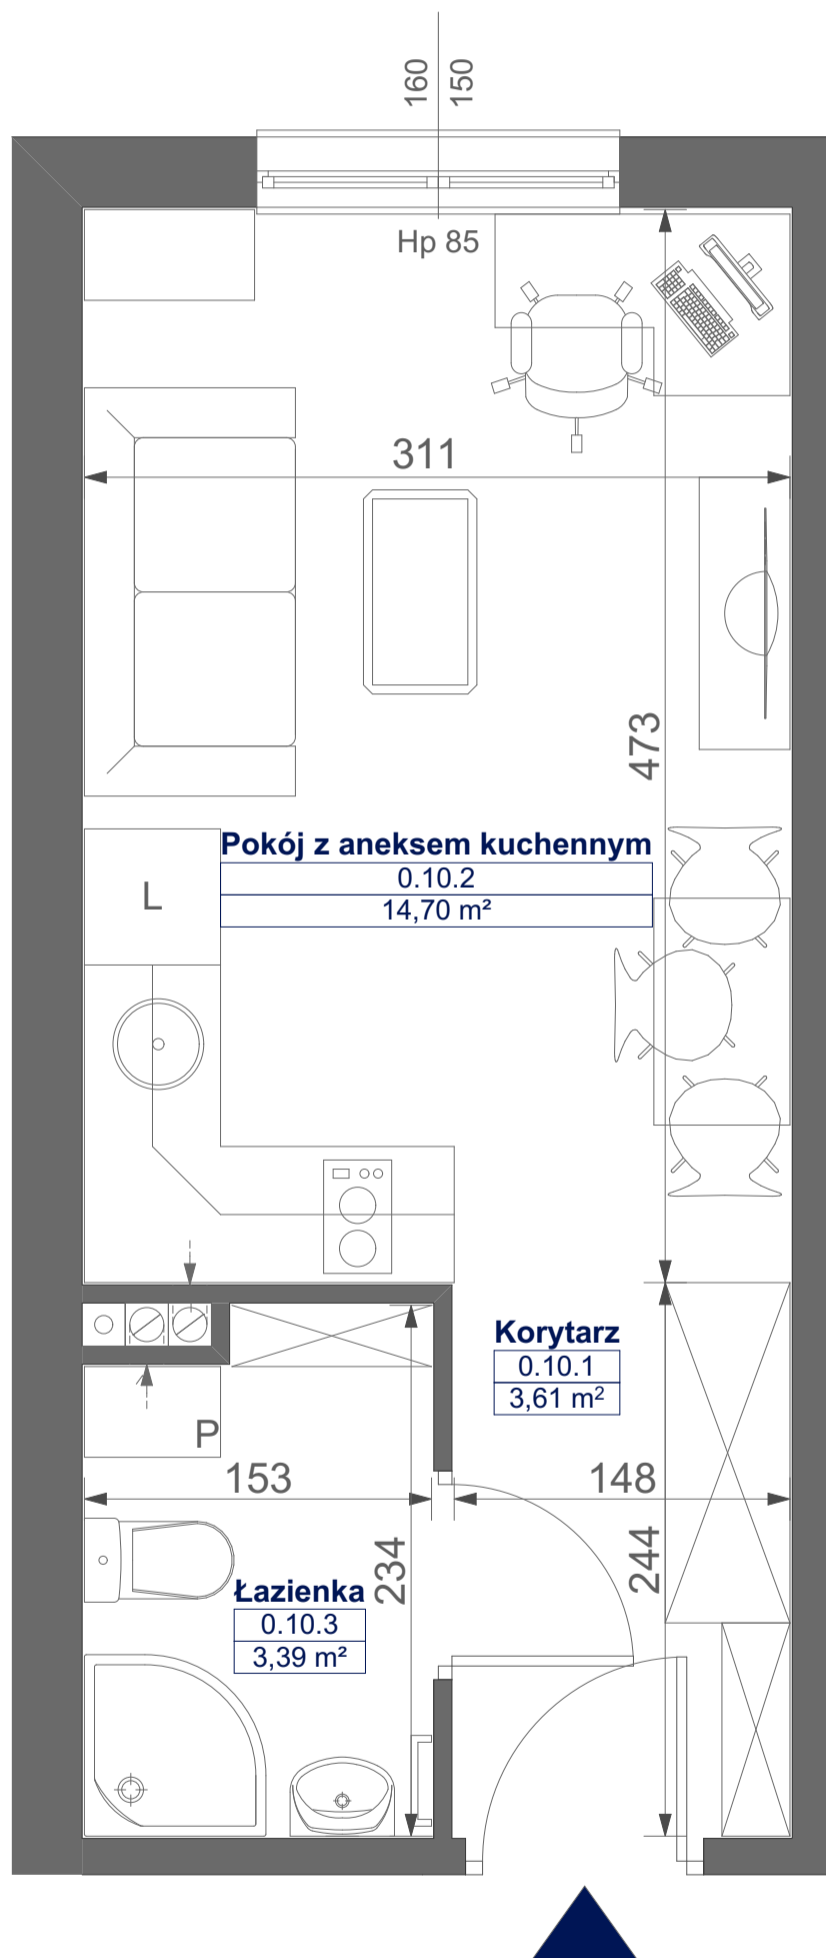 160
150
Hp 85
311
473
Pokój z aneksem kuchennym
0.10.2
14,70 m²
L
Korytarz
0.10.1
3,61 m²
P
153
148
234
244
Łazienka
0.10.3
3,39 m²